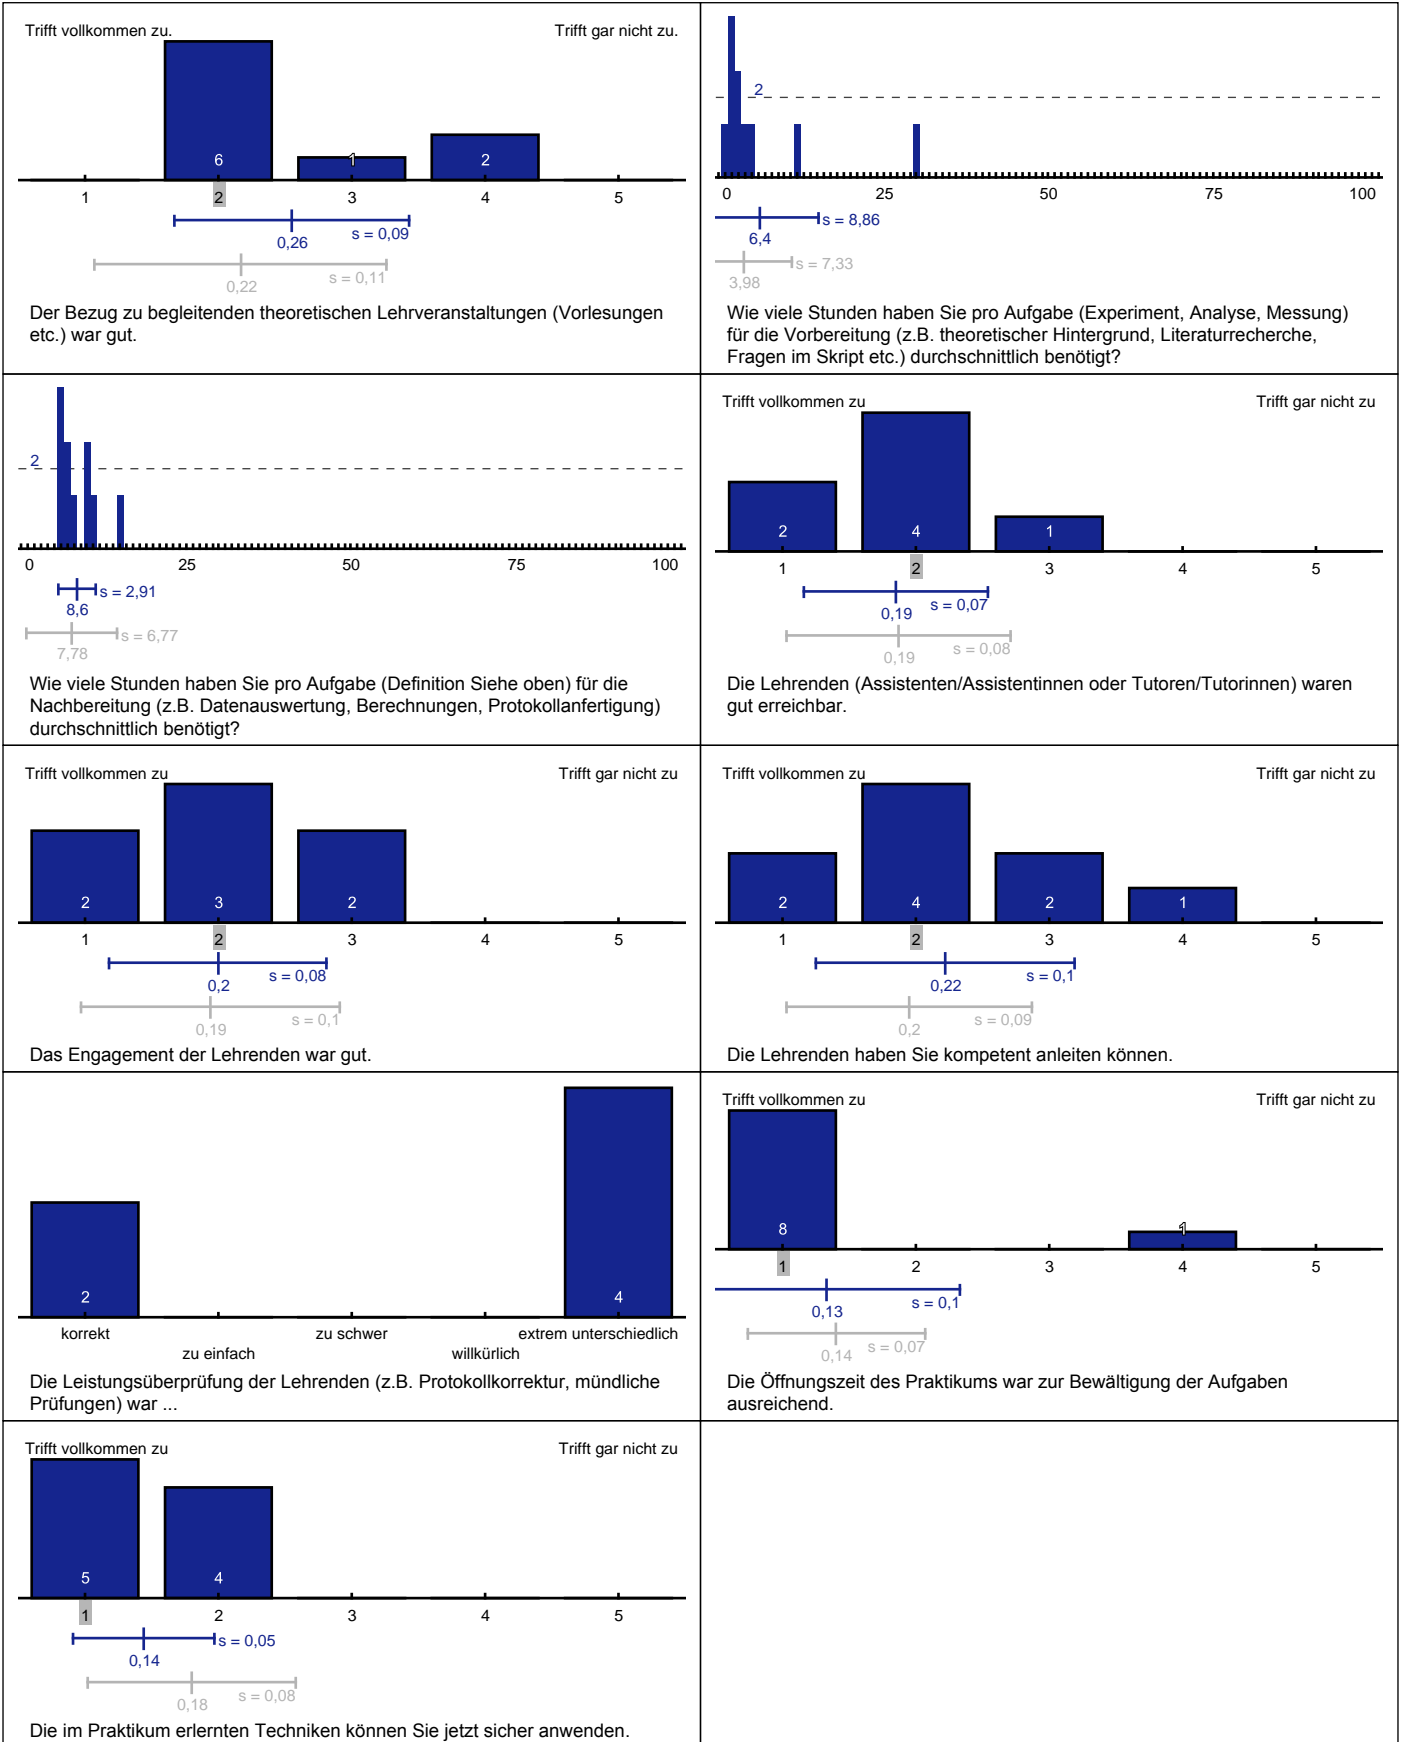 Trifft vollkommen zu.
Trifft gar nicht zu.
6
1
2
1
2
3
4
5
0,26
s = 0,09
0,22
s = 0,11
Der Bezug zu begleitenden theoretischen Lehrveranstaltungen (Vorlesungen
etc.) war gut.
2
0
25
50
75
100
s = 8,86
6,4
s = 7,33
3,98
Wie viele Stunden haben Sie pro Aufgabe (Experiment, Analyse, Messung)
für die Vorbereitung (z.B. theoretischer Hintergrund, Literaturrecherche,
Fragen im Skript etc.) durchschnittlich benötigt?
2
0
25
50
75
100
s = 2,91
8,6
s = 6,77
7,78
Wie viele Stunden haben Sie pro Aufgabe (Definition Siehe oben) für die
Nachbereitung (z.B. Datenauswertung, Berechnungen, Protokollanfertigung)
durchschnittlich benötigt?
Trifft vollkommen zu
Trifft gar nicht zu
2
4
1
1
2
3
4
5
0,19
s = 0,07
0,19
s = 0,08
Die Lehrenden (Assistenten/Assistentinnen oder Tutoren/Tutorinnen) waren
gut erreichbar.
Trifft vollkommen zu
Trifft gar nicht zu
2
3
2
1
2
3
4
5
0,2
s = 0,08
0,19
s = 0,1
Das Engagement der Lehrenden war gut.
Trifft vollkommen zu
Trifft gar nicht zu
2
4
2
1
1
2
3
4
5
0,22
s = 0,1
0,2
s = 0,09
Die Lehrenden haben Sie kompetent anleiten können.
2
4
korrekt
zu einfach
zu schwer
willkürlich
extrem unterschiedlich
Die Leistungsüberprüfung der Lehrenden (z.B. Protokollkorrektur, mündliche
Prüfungen) war ...
Trifft vollkommen zu
Trifft gar nicht zu
8
1
1
2
3
4
5
0,13
s = 0,1
0,14
s = 0,07
Die Öffnungszeit des Praktikums war zur Bewältigung der Aufgaben
ausreichend.
Trifft vollkommen zu
Trifft gar nicht zu
5
4
1
2
3
4
5
0,14
s = 0,05
0,18
s = 0,08
Die im Praktikum erlernten Techniken können Sie jetzt sicher anwenden.